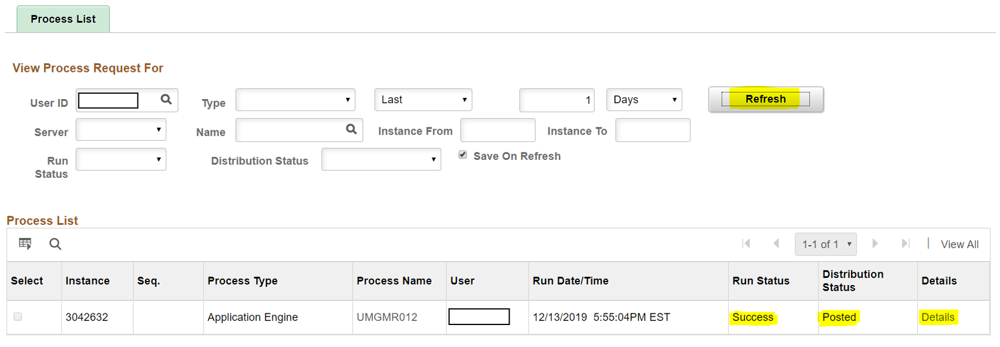 Process List
View Process Request For
User ID Type Last 1 Days Refresh
Server Name Instance From Instance To
Run Status Distribution Status Save On Refresh
Process List
1-1 of 1 | View All
Select Instance Seq. Process Type Process Name User Run Date/Time Run Status Distribution Status Details
3042632 Application Engine UMGMR012 12/13/2019 5:55:04PM EST Success Posted Details